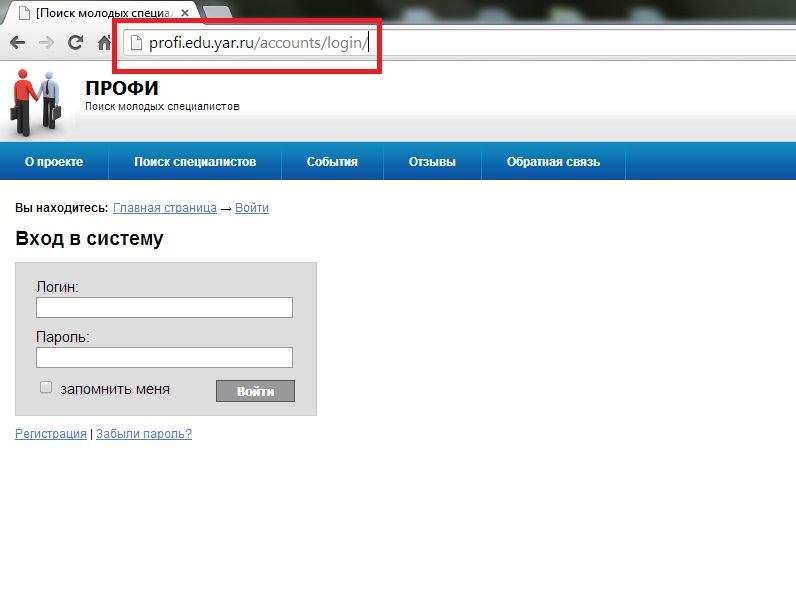 [Поиск молодых специа
profi.edu.yar.ru/accounts/login/
ПРОФИ
Поиск молодых специалистов
О проекте Поиск специалистов События Отзывы Обратная связь
Вы находитесь: Главная страница → Войти
Вход в систему
Логин:
Пароль:
запомнить меня Войти
Регистрация | Забыли пароль?